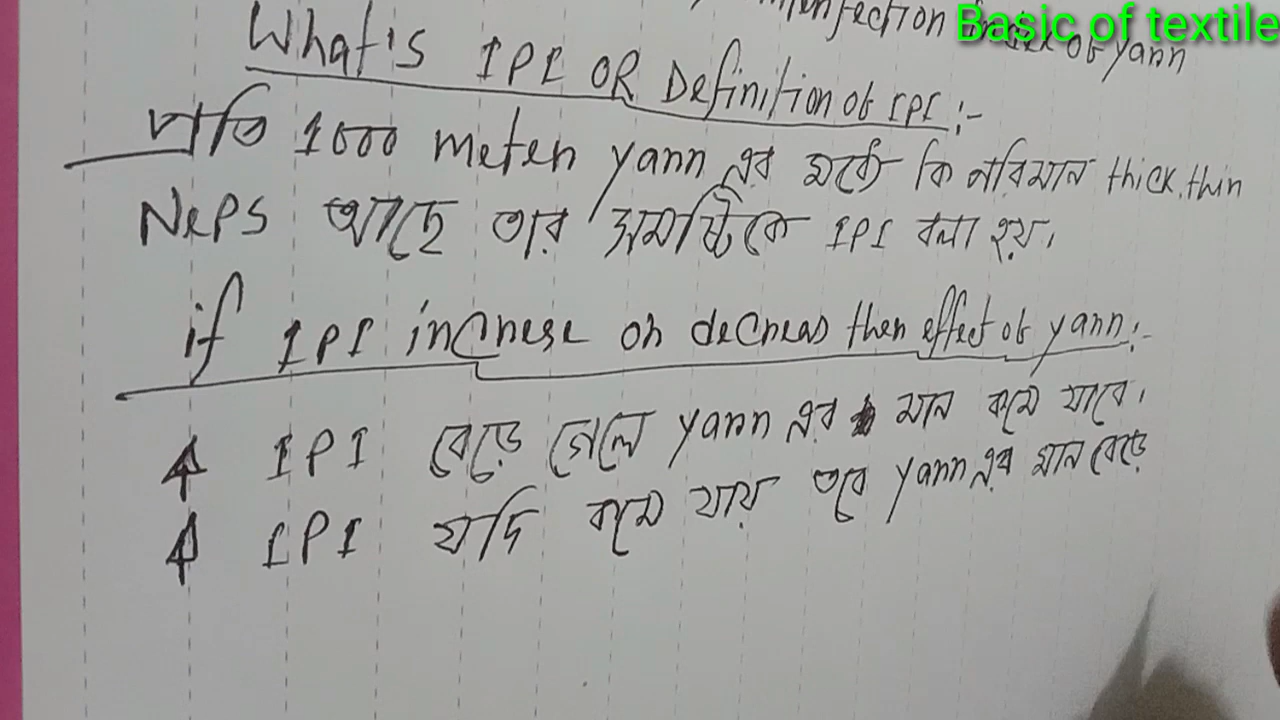 Basic of textile
What's IPI OR Definition of IPI :-
প্রতি 1000 meter yarn এর মধ্যে কি পরিমান thick, thin
NePS আছে তার সমষ্টিকে IPI বলা হয়।
if IPI increse or decreas then effect of yarn :-
IPI বেড়ে গেলে yarn এর মান কমে যাবে।
IPI যদি কমে যায় তবে yarn এর মান বেড়ে